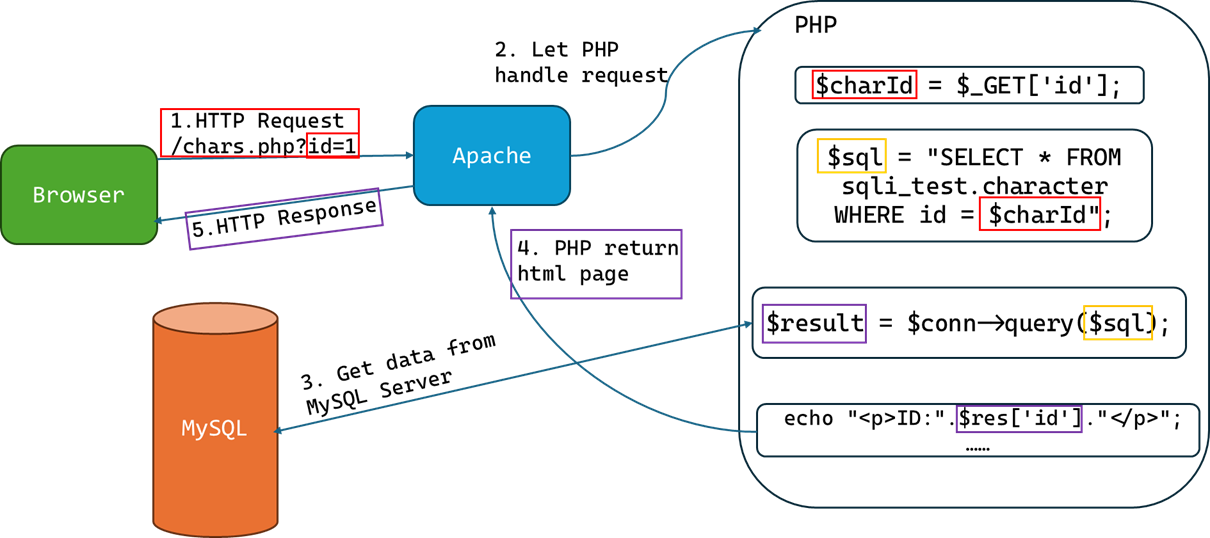 PHP
2. Let PHP
handle request
$charId = $_GET['id'];
1.HTTP Request
/chars.php?id=1
Apache
Browser
$sql = "SELECT * FROM
sqli_test.character
WHERE id = $charId";
5.HTTP Response
4. PHP return
html page
$result = $conn->query($sql);
3. Get data from
MySQL Server
MySQL
echo "<p>ID:".$res['id']."</p>";
……